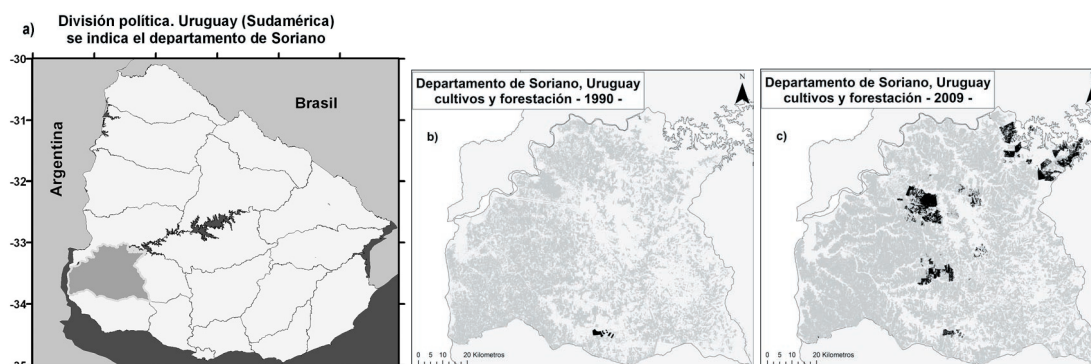 a)
División política. Uruguay (Sudamérica)
se indica el departamento de Soriano
-30
-31
-32
-33
-34
-35
Argentina
Brasil
Departamento de Soriano, Uruguay
cultivos y forestación - 1990 -
N
b)
0 5 10 20 Kilometros
Departamento de Soriano, Uruguay
cultivos y forestación - 2009 -
N
c)
0 5 10 20 Kilometros